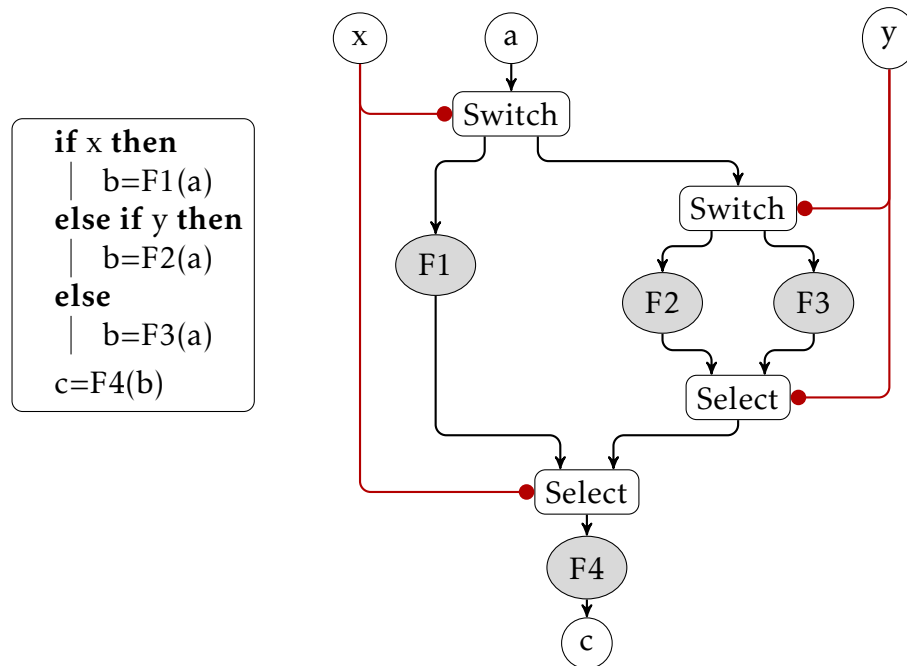 x
a
y
Switch
if x then
b=F1(a)
else if y then
b=F2(a)
else
b=F3(a)
c=F4(b)
Switch
F1
F2
F3
Select
Select
F4
c